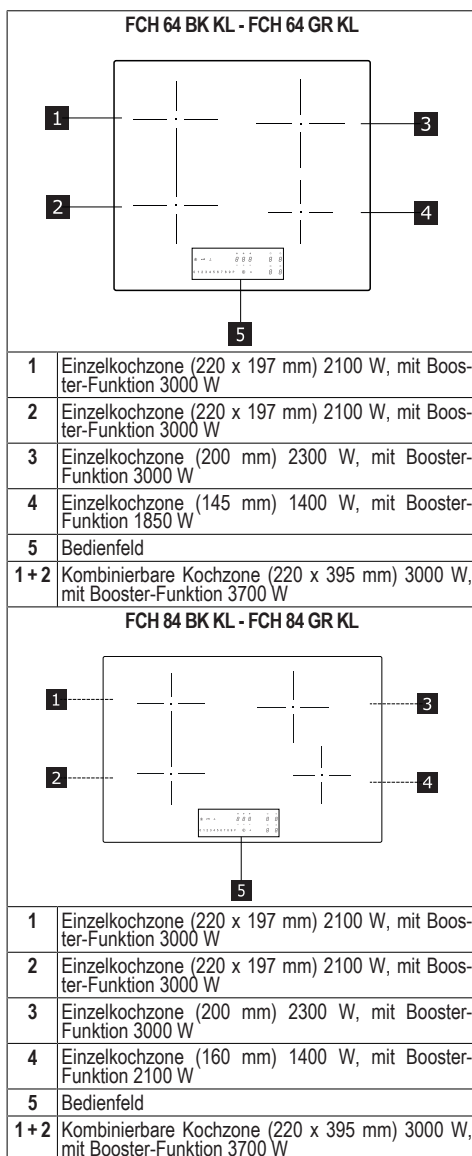 FCH 64 BK KL - FCH 64 GR KL
1
3
2
4
5
1 Einzelkochzone (220 x 197 mm) 2100 W, mit Boos-
ter-Funktion 3000 W
2 Einzelkochzone (220 x 197 mm) 2100 W, mit Boos-
ter-Funktion 3000 W
3 Einzelkochzone (200 mm) 2300 W, mit Booster-
Funktion 3000 W
4 Einzelkochzone (145 mm) 1400 W, mit Booster-
Funktion 1850 W
5 Bedienfeld
1 + 2 Kombinierbare Kochzone (220 x 395 mm) 3000 W,
mit Booster-Funktion 3700 W
FCH 84 BK KL - FCH 84 GR KL
1
3
2
4
5
1 Einzelkochzone (220 x 197 mm) 2100 W, mit Boos-
ter-Funktion 3000 W
2 Einzelkochzone (220 x 197 mm) 2100 W, mit Boos-
ter-Funktion 3000 W
3 Einzelkochzone (200 mm) 2300 W, mit Booster-
Funktion 3000 W
4 Einzelkochzone (160 mm) 1400 W, mit Booster-
Funktion 2100 W
5 Bedienfeld
1 + 2 Kombinierbare Kochzone (220 x 395 mm) 3000 W,
mit Booster-Funktion 3700 W